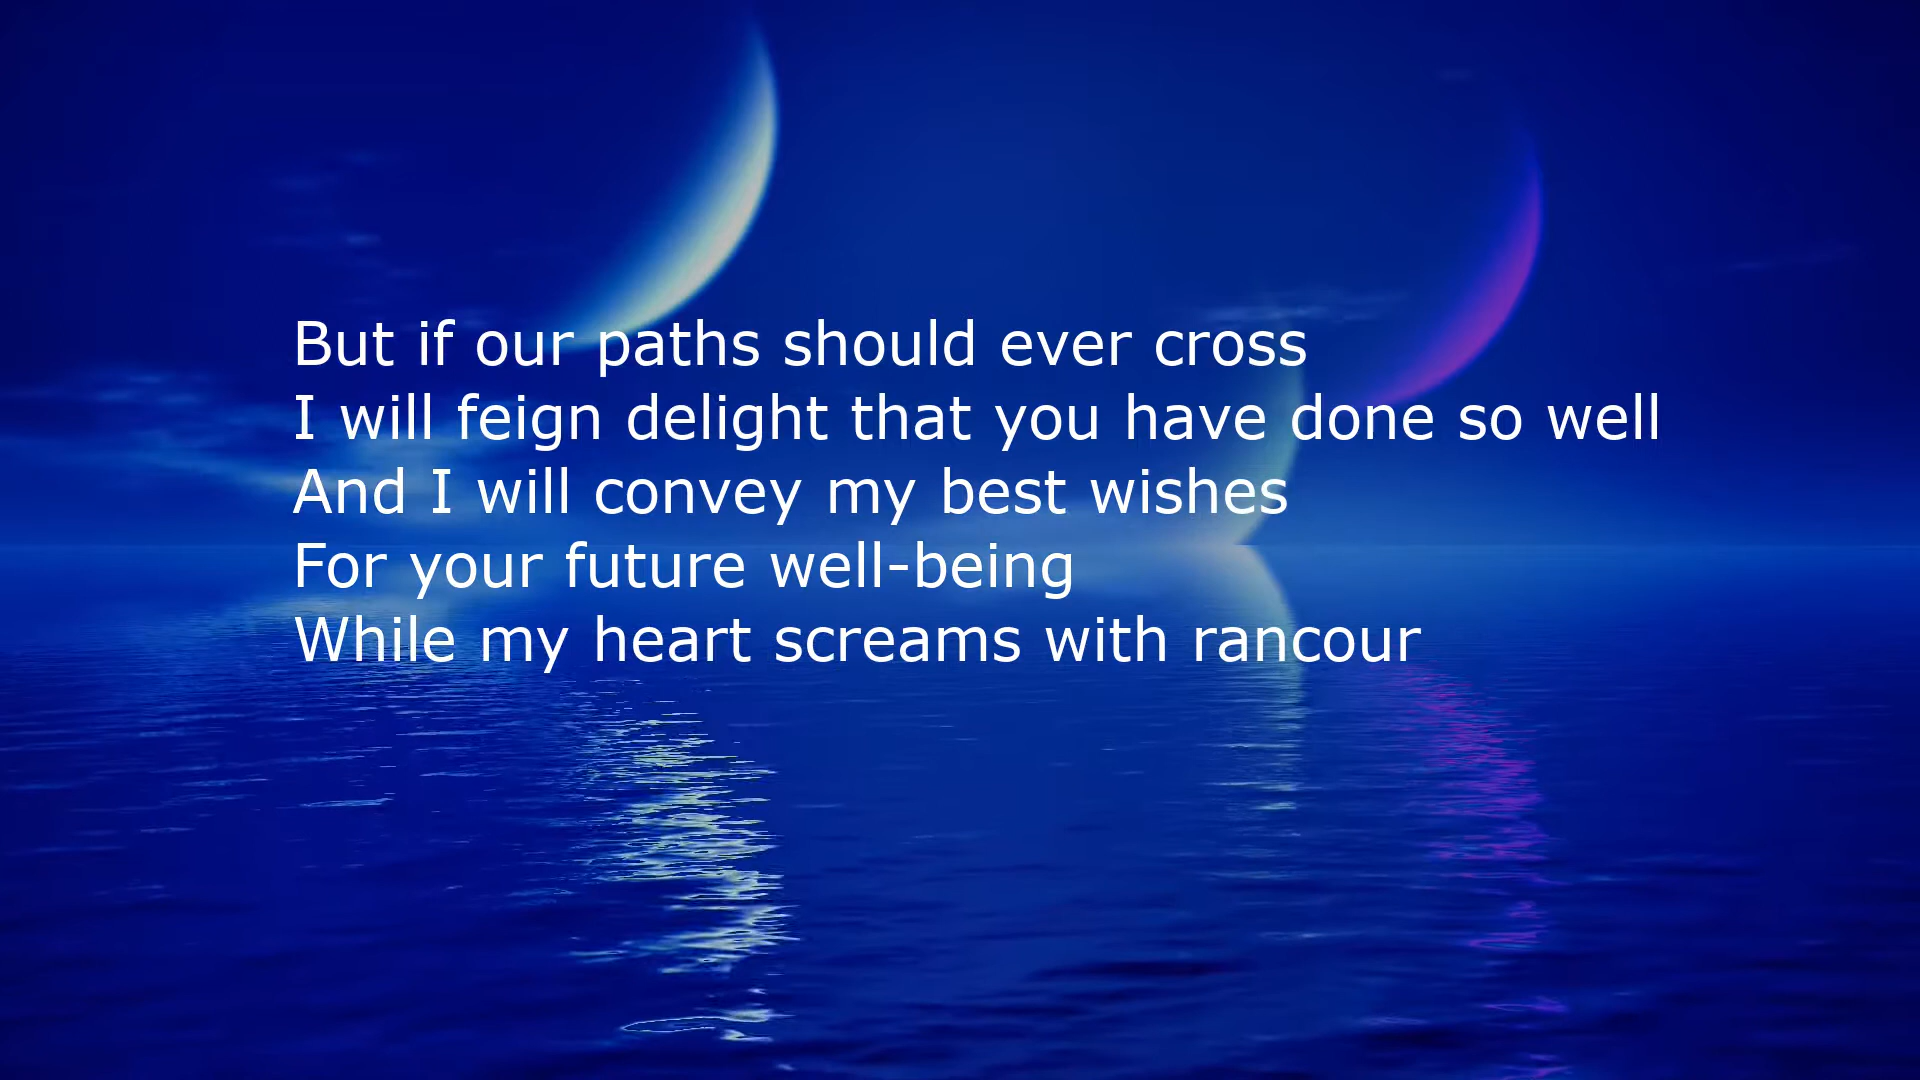 But if our paths should ever cross
I will feign delight that you have done so well
And I will convey my best wishes
For your future well-being
While my heart screams with rancour